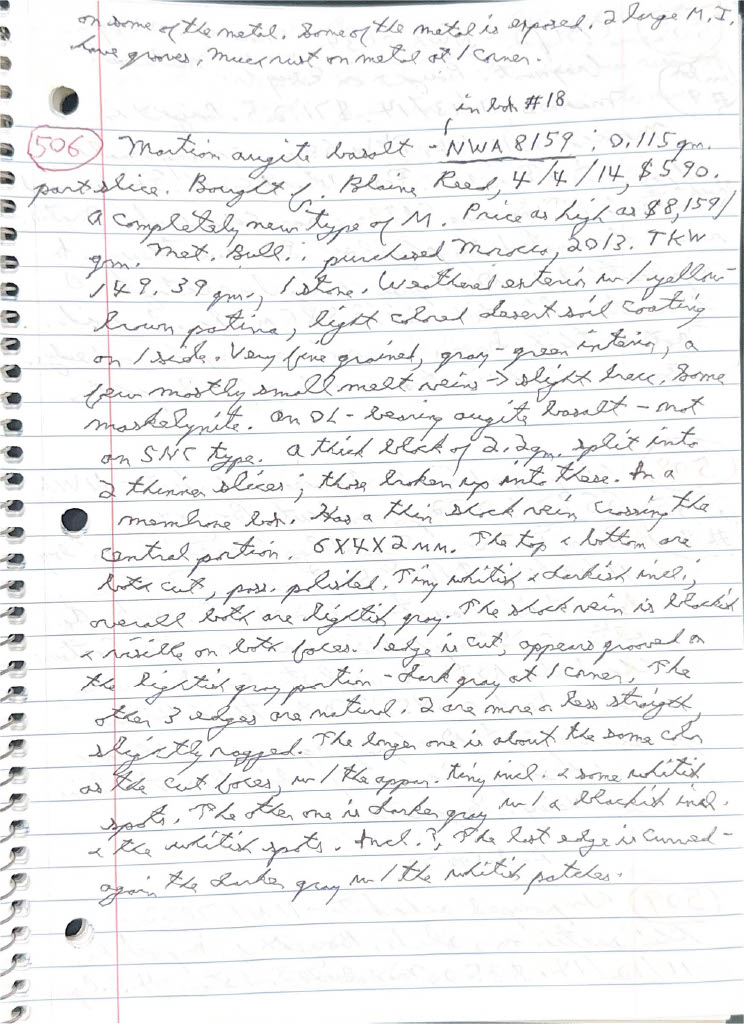 on some of the metal. Some of the metal is exposed. 2 large M.I.
have grooves, much rust on metal at 1 corner.
in box #18
506 Martian augite basalt - NWA 8159 ; 0.115 gm.
part slice. Bought fr. Blaine Reed, 4/4/14, $590.
A completely new type of M. Price as high as $8,159/
gm. Met. Bull.: purchased Morocco, 2013. TKW
149.39 gm., 1 stone. Weathered exterior w/ yellow-
brown patina, light colored desert soil coating
on 1 side. Very fine grained, gray-green interior, a
few mostly small melt veins -> slight brecc. Some
maskelynite. An OL-bearing augite basalt - not
an SNC type. A thick block of 2.2 gm. split into
2 thinner slices; those broken up into these. In a
membrane box. Has a thin shock vein crossing the
central portion. 6X4X2 mm. The top & bottom are
both cut, poss. polished. Tiny whitish & darkish incl.;
overall both are lightish gray. The shock vein is blackish
& visible on both faces. 1 edge is cut, appears grooved on
the lightish gray portion - dark gray at 1 corner. The
other 3 edges are natural. 2 are more or less straight,
slightly ragged. The longer one is about the same color
as the cut faces, w/ the appar. tiny incl. & some whitish
spots. The other one is darker gray w/ a blackish incl.
& the whitish spots. Incl.?, The last edge is curved -
again the darker gray w/ the whitish patches.